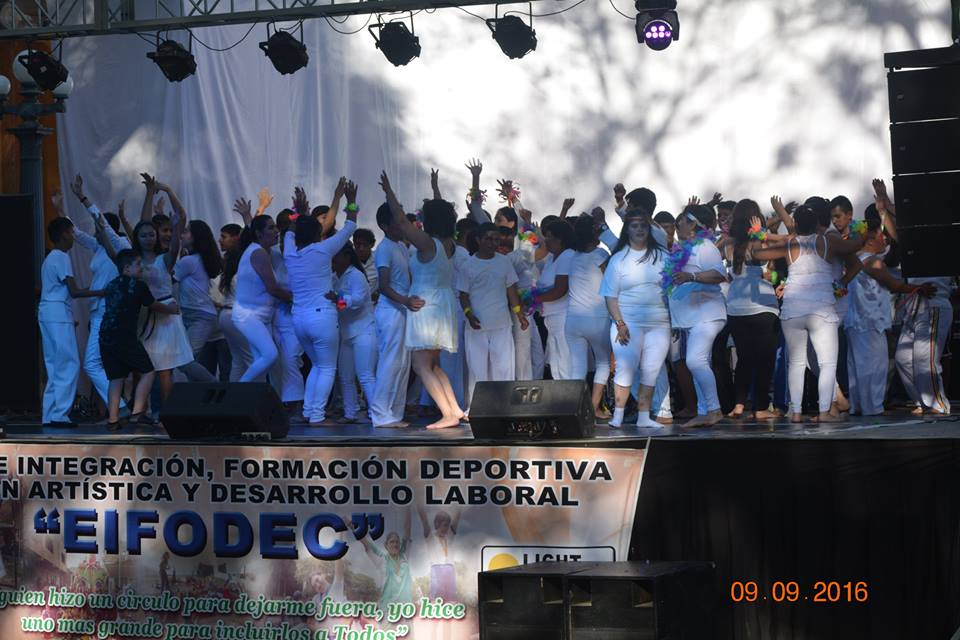 E INTEGRACIÓN, FORMACIÓN DEPORTIVA
N ARTÍSTICA Y DESARROLLO LABORAL
“EIFODEC”
LIGHT
guien hizo un circulo para dejarme fuera, yo hice
uno mas grande para incluirlos a Todos”
09.09.2016